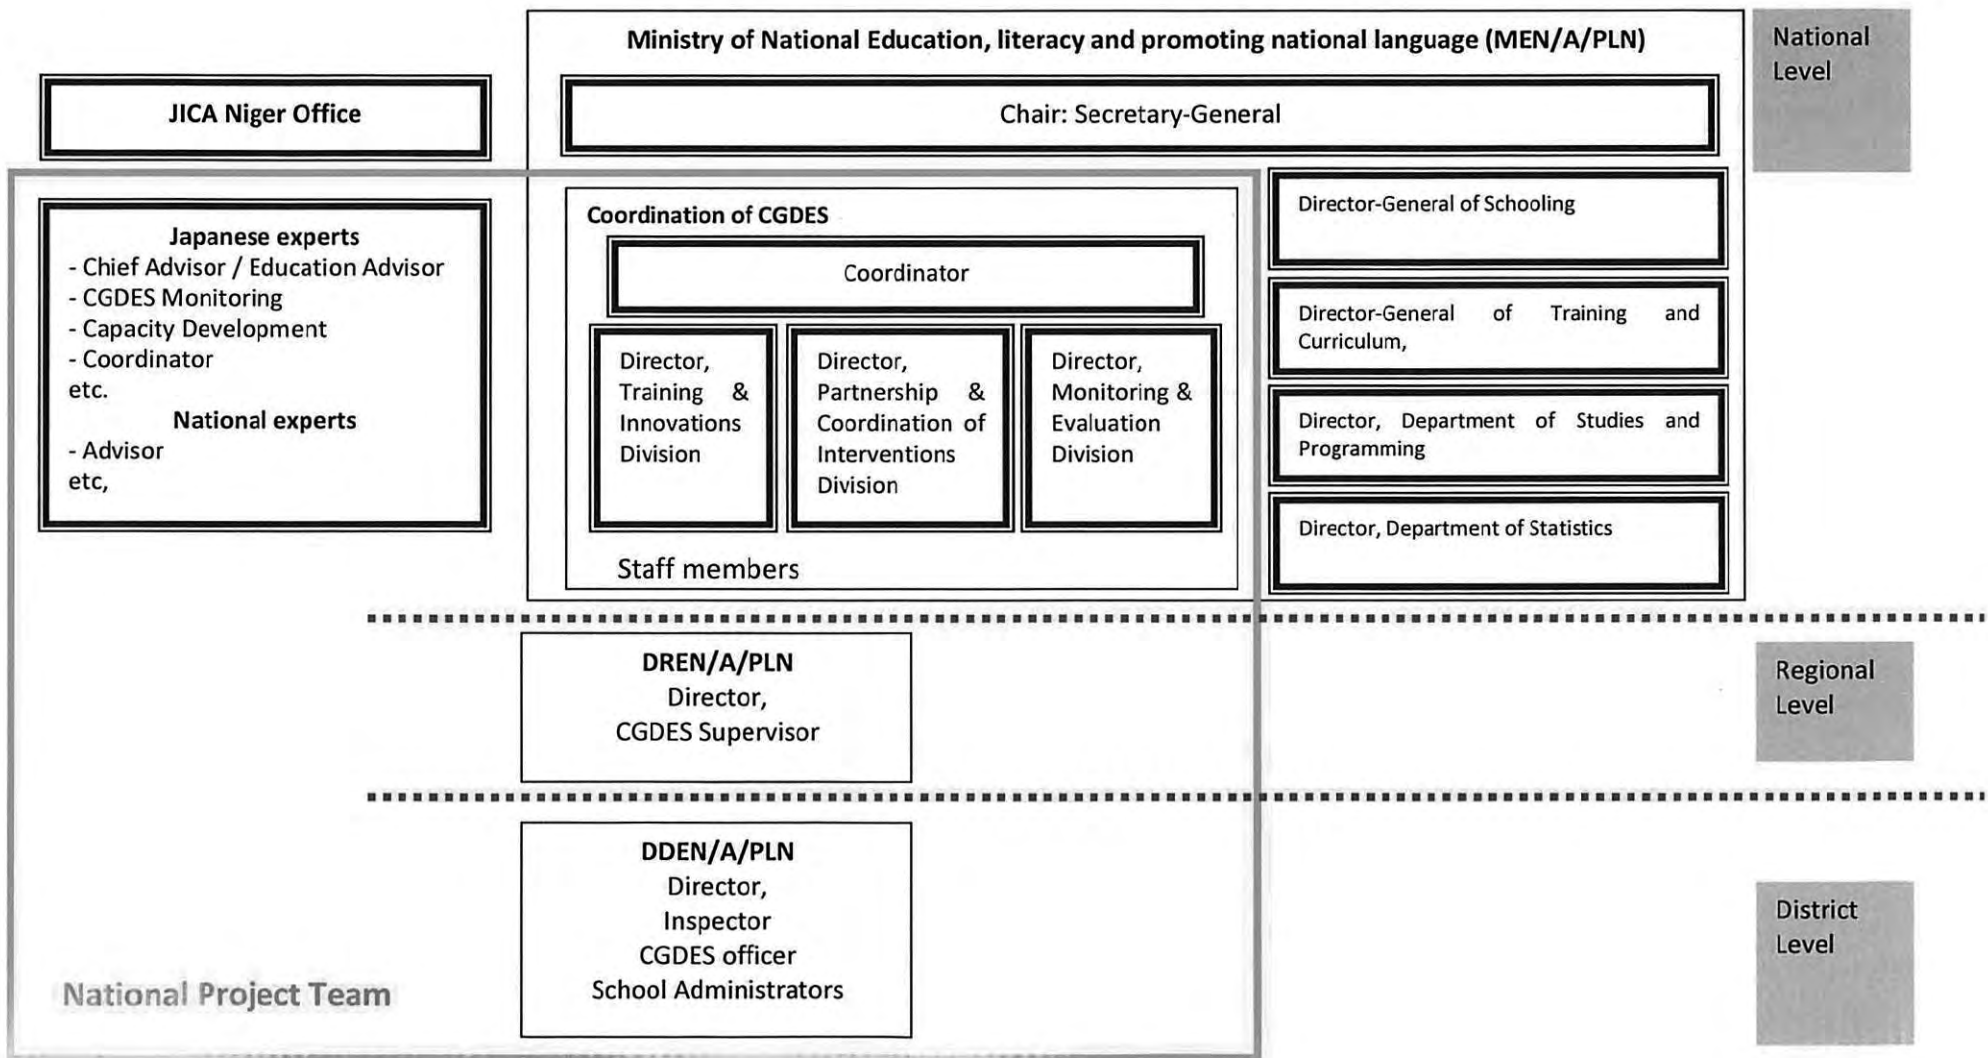 Ministry of National Education, literacy and promoting national language (MEN/A/PLN)
National
Level
JICA Niger Office
Chair: Secretary-General
Japanese experts
- Chief Advisor / Education Advisor
- CGDES Monitoring
- Capacity Development
- Coordinator
etc.
National experts
- Advisor
etc,
Coordination of CGDES
Coordinator
Director,
Training &
Innovations
Division
Director,
Partnership &
Coordination of
Interventions
Division
Director,
Monitoring &
Evaluation
Division
Staff members
Director-General of Schooling
Director-General of Training and
Curriculum,
Director, Department of Studies and
Programming
Director, Department of Statistics
DREN/A/PLN
Director,
CGDES Supervisor
Regional
Level
DDEN/A/PLN
Director,
Inspector
CGDES officer
School Administrators
District
Level
National Project Team